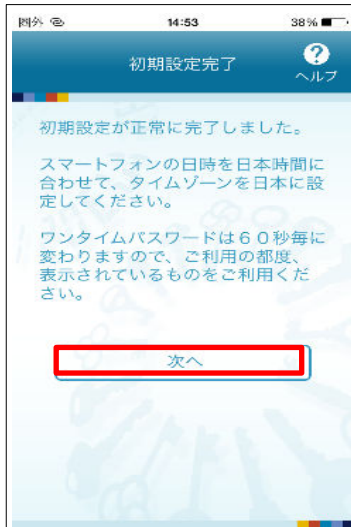 圏外 14:53 38%
初期設定完了
?
ヘルプ
初期設定が正常に完了しました。
スマートフォンの日時を日本時間に
合わせて、タイムゾーンを日本に設
定してください。
ワンタイムパスワードは60秒毎に
変わりますので、ご利用の都度、
表示されているものをご利用くだ
さい。
次へ